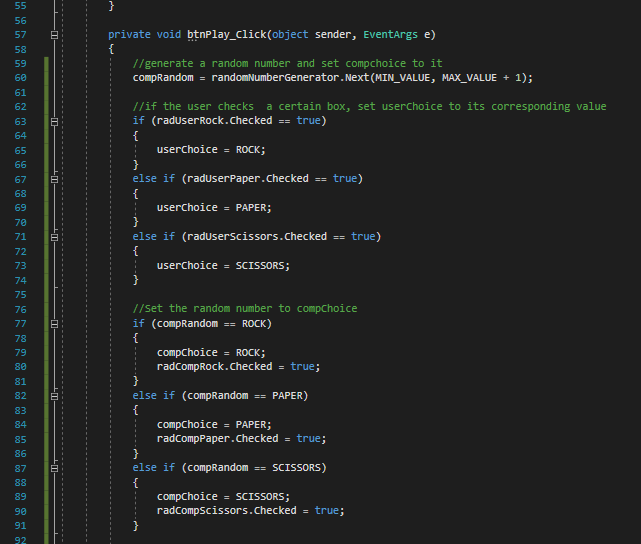 55 }
56
57 private void btnPlay_Click(object sender, EventArgs e)
58 {
59 //generate a random number and set compchoice to it
60 compRandom = randomNumberGenerator.Next(MIN_VALUE, MAX_VALUE + 1);
61
62 //if the user checks  a certain box, set userChoice to its corresponding value
63 if (radUserRock.Checked == true)
64 {
65 userChoice = ROCK;
66 }
67 else if (radUserPaper.Checked == true)
68 {
69 userChoice = PAPER;
70 }
71 else if (radUserScissors.Checked == true)
72 {
73 userChoice = SCISSORS;
74 }
75
76 //Set the random number to compChoice
77 if (compRandom == ROCK)
78 {
79 compChoice = ROCK;
80 radCompRock.Checked = true;
81 }
82 else if (compRandom == PAPER)
83 {
84 compChoice = PAPER;
85 radCompPaper.Checked = true;
86 }
87 else if (compRandom == SCISSORS)
88 {
89 compChoice = SCISSORS;
90 radCompScissors.Checked = true;
91 }
92